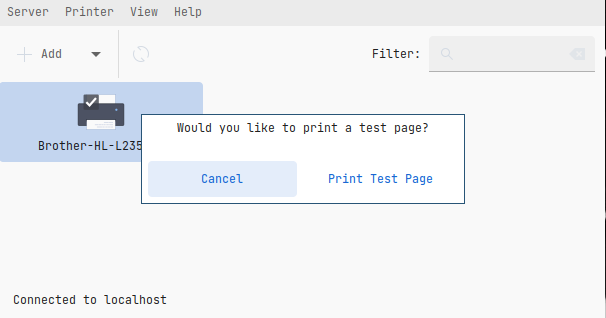 Server Printer View Help
Add Filter:
Would you like to print a test page?
Brother-HL-L235
Cancel Print Test Page
Connected to localhost